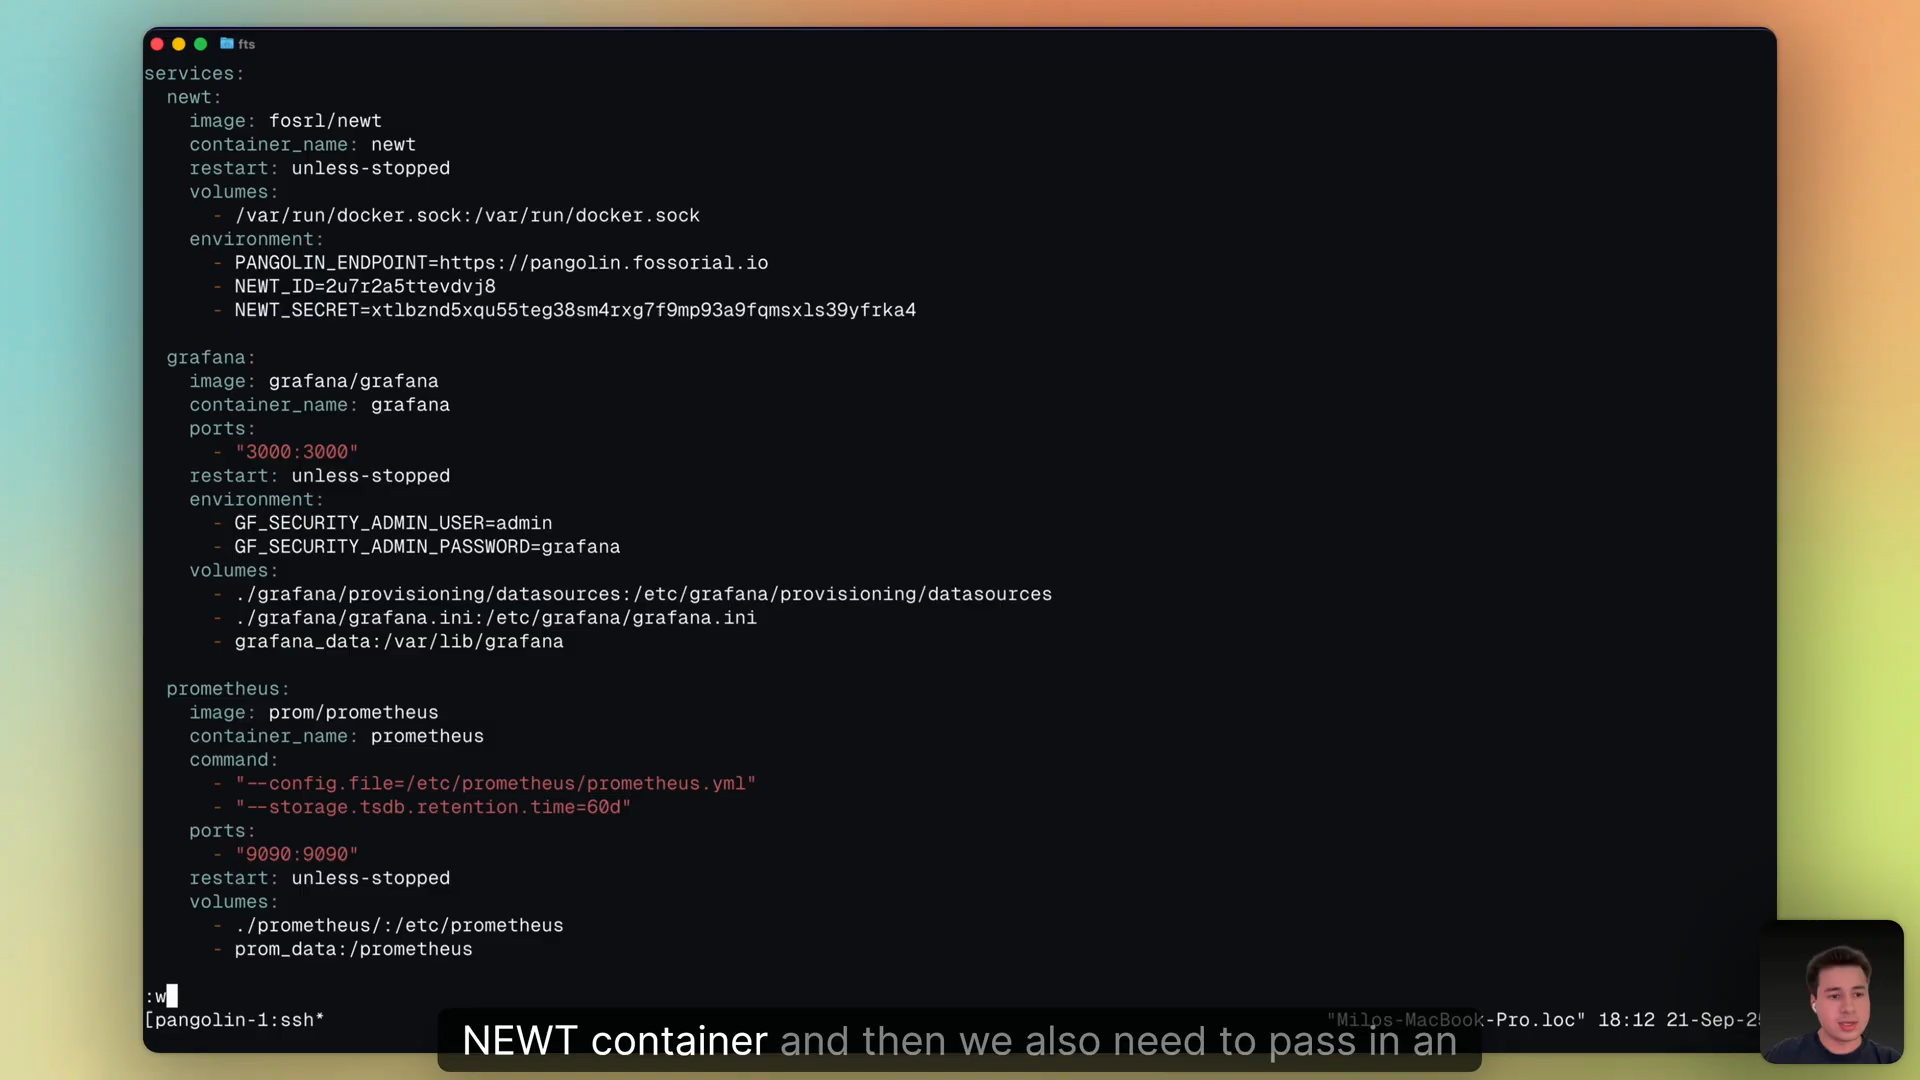 fts
services:
newt:
image: fosrl/newt
container_name: newt
restart: unless-stopped
volumes:
- /var/run/docker.sock:/var/run/docker.sock
environment:
- PANGOLIN_ENDPOINT=https://pangolin.fossorial.io
- NEWT_ID=2u7r2a5ttevdvj8
- NEWT_SECRET=xtlbznd5xqu55teg38sm4rxg7f9mp93a9fqmsxls39yfrka4
grafana:
image: grafana/grafana
container_name: grafana
ports:
- "3000:3000"
restart: unless-stopped
environment:
- GF_SECURITY_ADMIN_USER=admin
- GF_SECURITY_ADMIN_PASSWORD=grafana
volumes:
- ./grafana/provisioning/datasources:/etc/grafana/provisioning/datasources
- ./grafana/grafana.ini:/etc/grafana/grafana.ini
- grafana_data:/var/lib/grafana
prometheus:
image: prom/prometheus
container_name: prometheus
command:
- "--config.file=/etc/prometheus/prometheus.yml"
- "--storage.tsdb.retention.time=60d"
ports:
- "9090:9090"
restart: unless-stopped
volumes:
- ./prometheus/:/etc/prometheus
- prom_data:/prometheus
:w
[pangolin-1:ssh* "Milos-MacBook-Pro.loc" 18:12 21-Sep-25
NEWT container and then we also need to pass in an